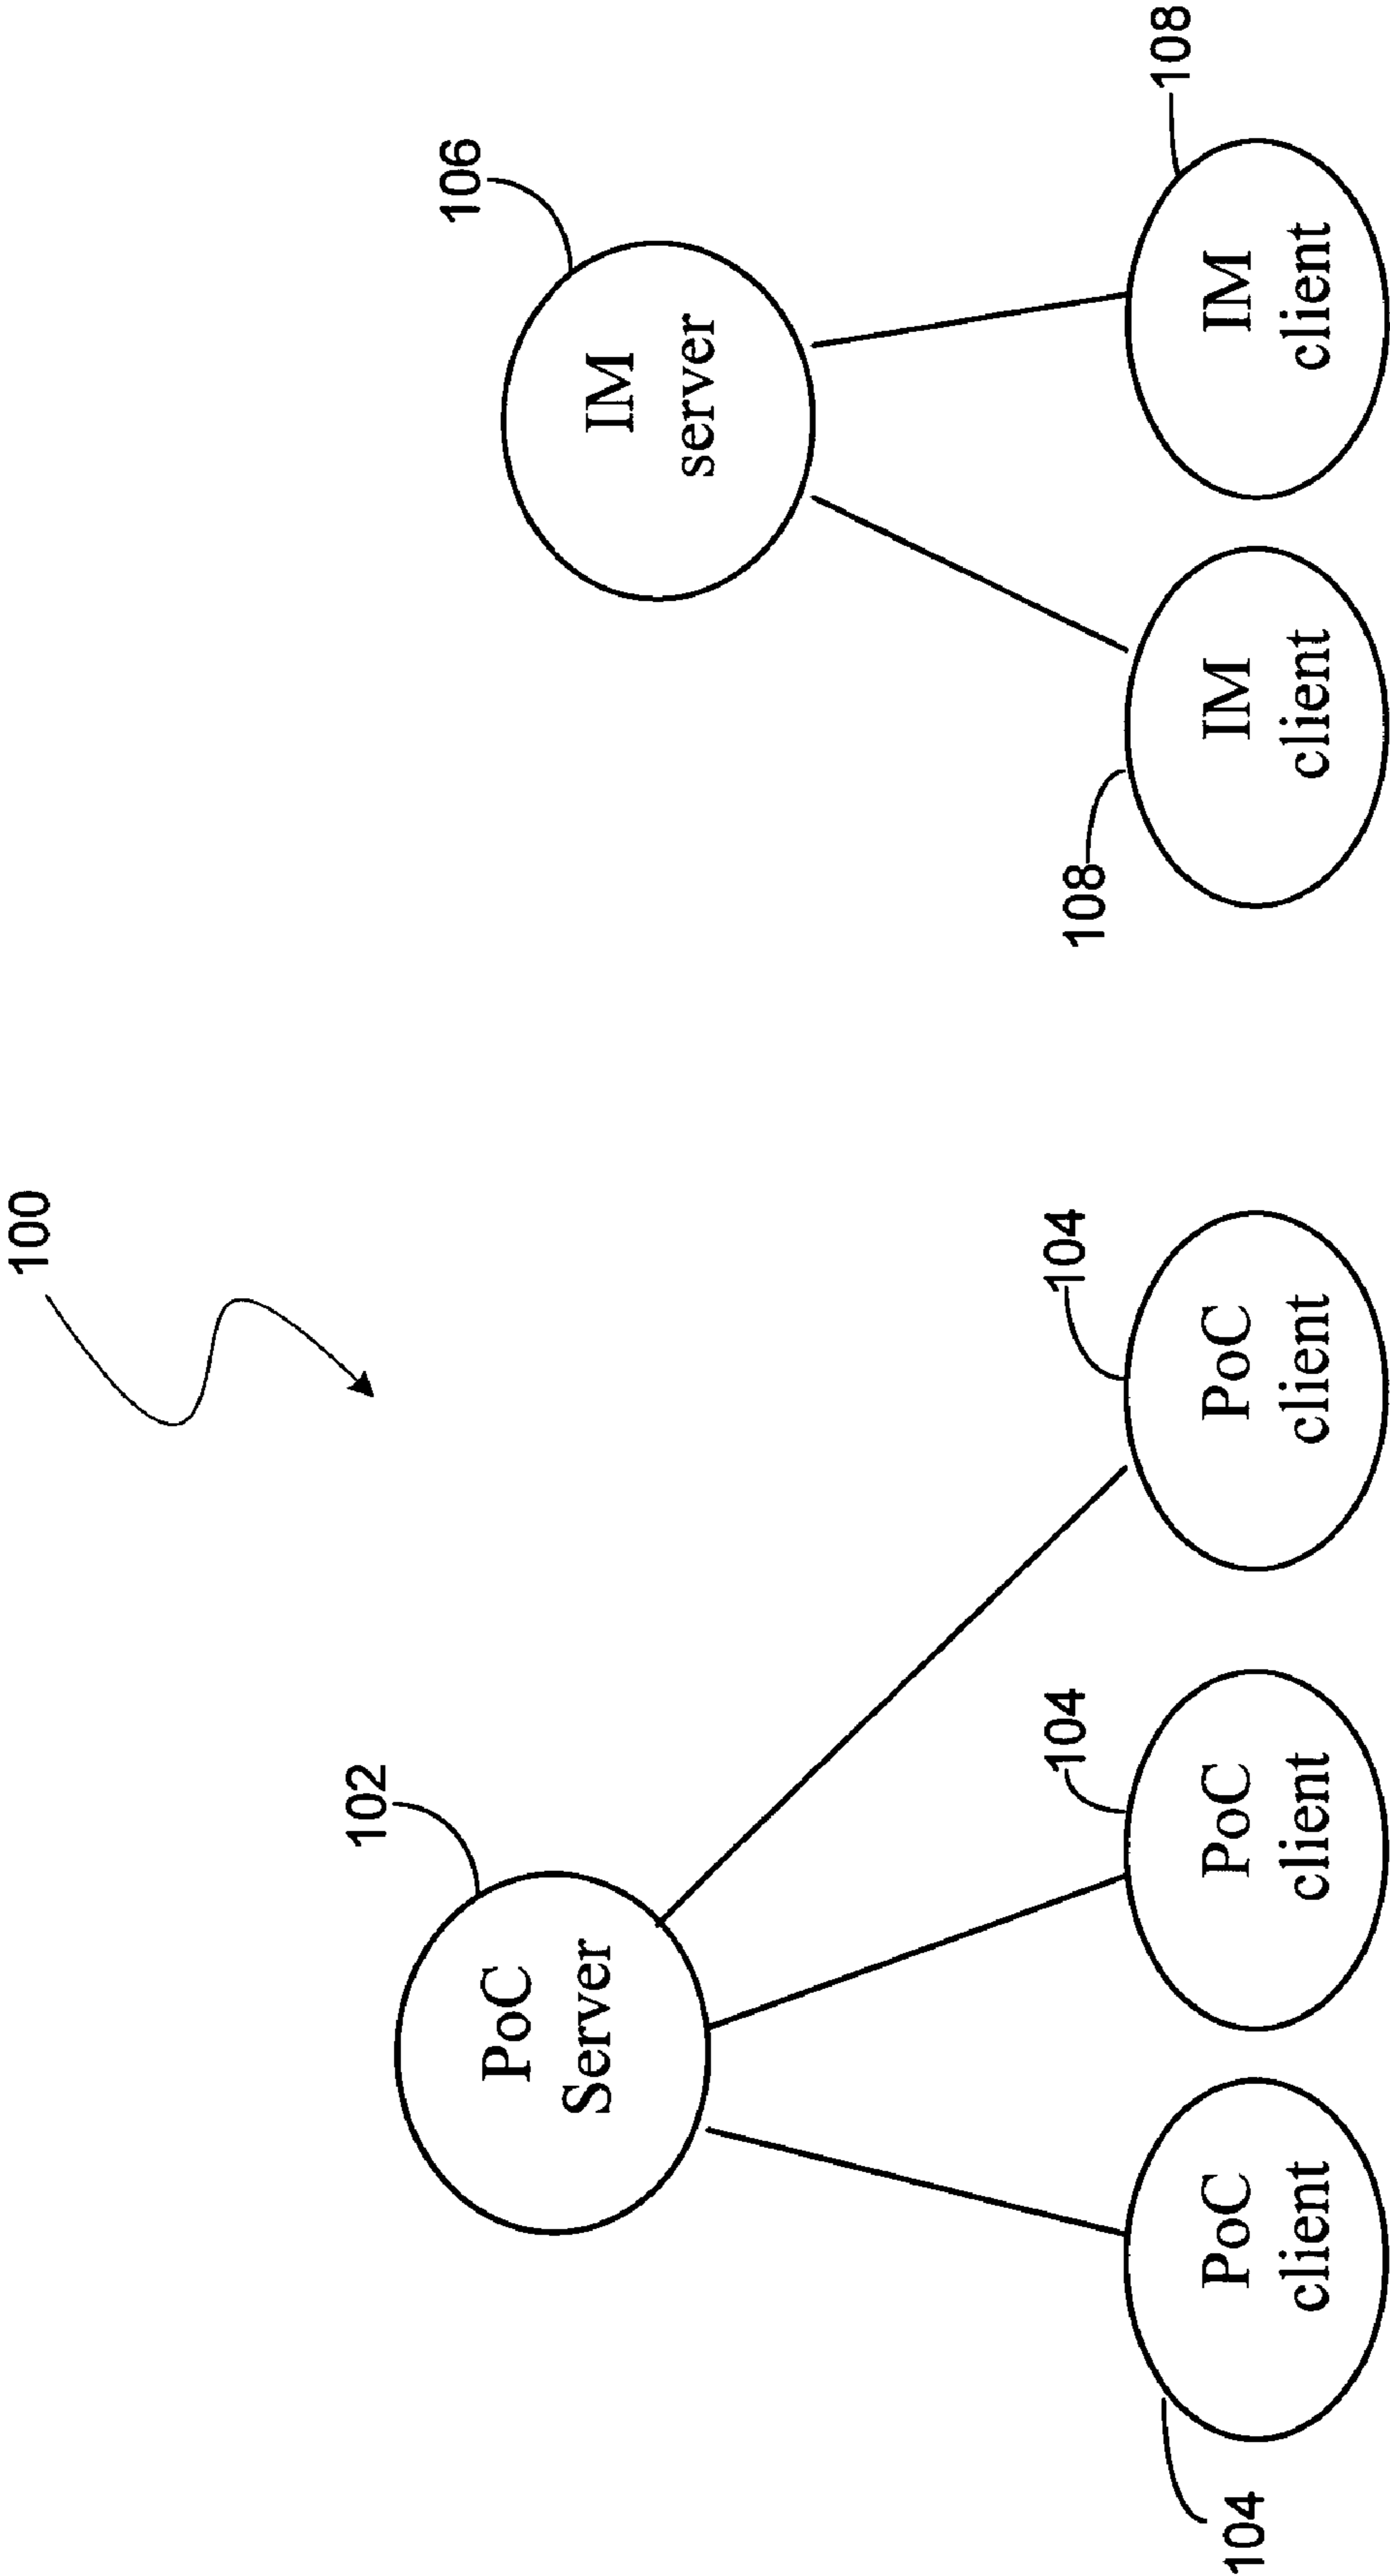 100
102
PoC
Server
106
IM
server
104
PoC
client
104
PoC
client
104
PoC
client
108
IM
client
108
IM
client